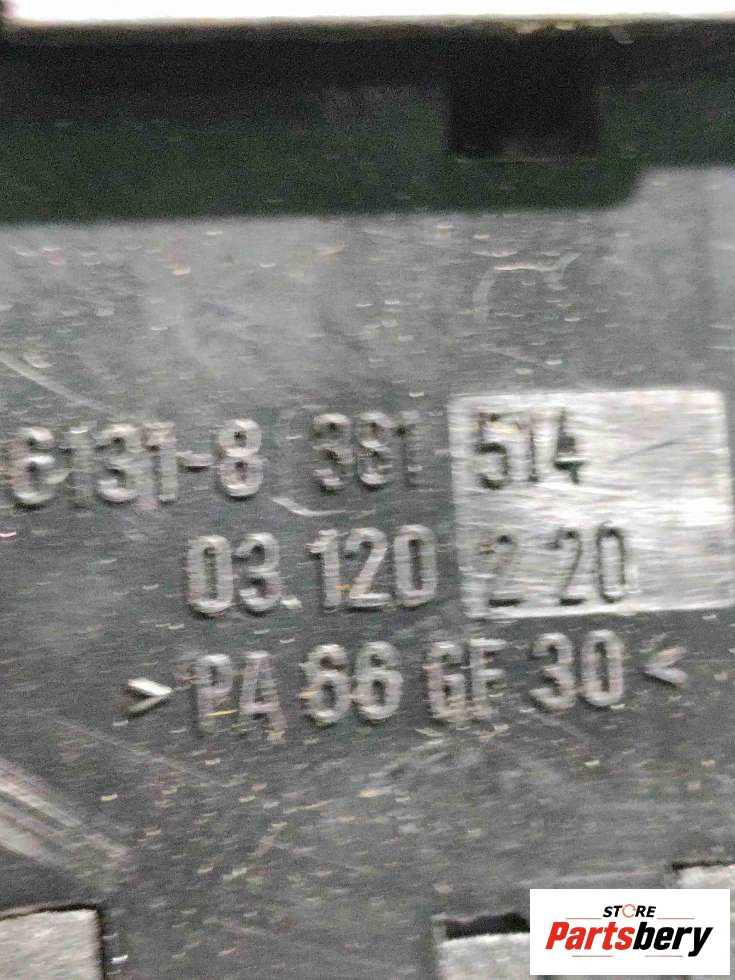 6131-8 381 514
03.120 2 20
>PA 66 GF 30<
STORE
Partsbery